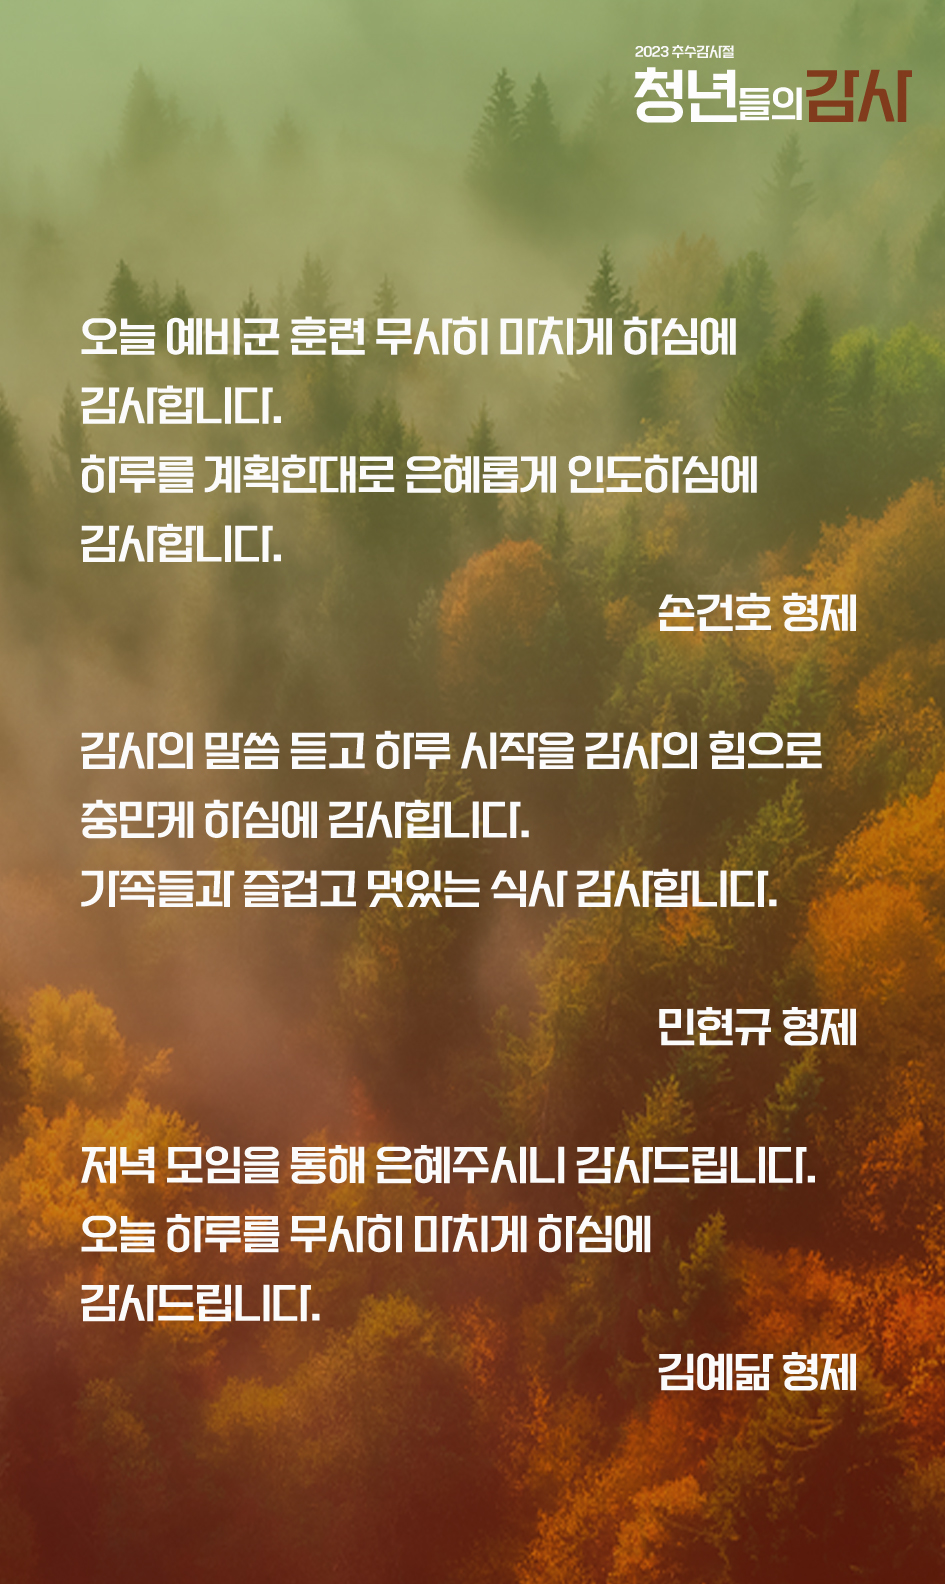 2023 추수감사절
청년들의감사
오늘 예비군 훈련 무사히 마치게 하심에
감사합니다.
하루를 계획한대로 은혜롭게 인도하심에
감사합니다.
손건호 형제
감사의 말씀 듣고 하루 시작을 감사의 힘으로
충만케 하심에 감사합니다.
가족들과 즐겁고 멋있는 식사 감사합니다.
민현규 형제
저녁 모임을 통해 은혜주시니 감사드립니다.
오늘 하루를 무사히 마치게 하심에
감사드립니다.
김예닮 형제